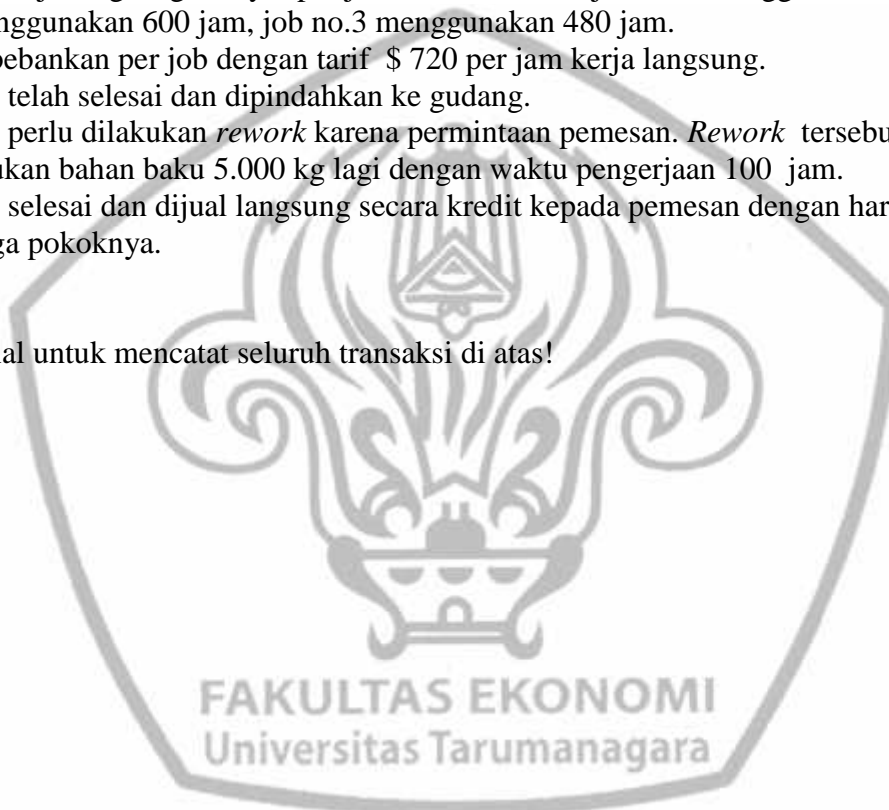 nggunakan 600 jam, job no.3 menggunakan 480 jam.
ebankan per job dengan tarif $ 720 per jam kerja langsung.
telah selesai dan dipindahkan ke gudang.
perlu dilakukan rework karena permintaan pemesan. Rework tersebu
ukan bahan baku 5.000 kg lagi dengan waktu pengerjaan 100 jam.
selesai dan dijual langsung secara kredit kepada pemesan dengan har
ga pokoknya.
al untuk mencatat seluruh transaksi di atas!
FAKULTAS EKONOMI
Universitas Tarumanagara